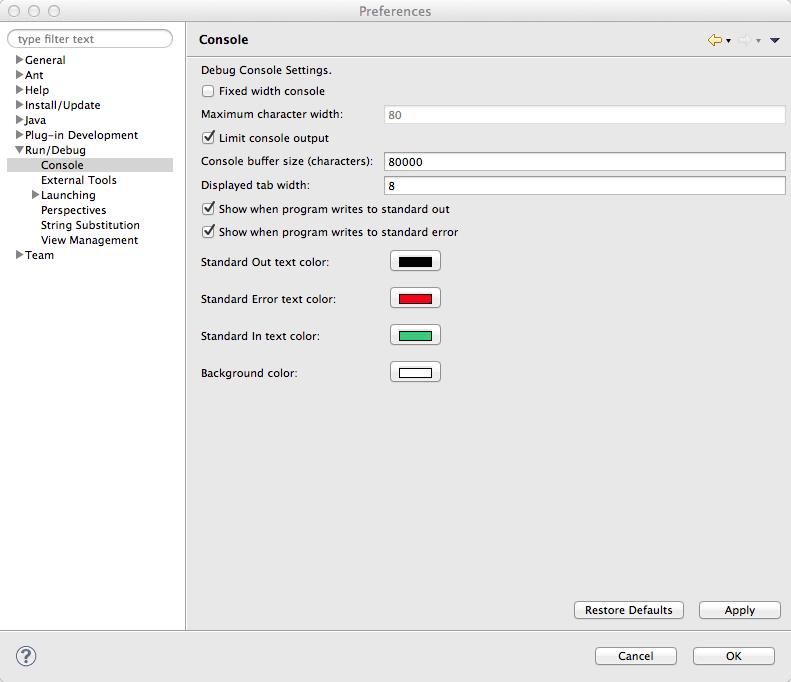 Preferences
type filter text
General
Ant
Help
Install/Update
Java
Plug-in Development
Run/Debug
Console
External Tools
Launching
Perspectives
String Substitution
View Management
Team
Console
Debug Console Settings.
Fixed width console
Maximum character width: 80
Limit console output
Console buffer size (characters): 80000
Displayed tab width: 8
Show when program writes to standard out
Show when program writes to standard error
Standard Out text color:
Standard Error text color:
Standard In text color:
Background color:
Restore Defaults Apply
? Cancel OK